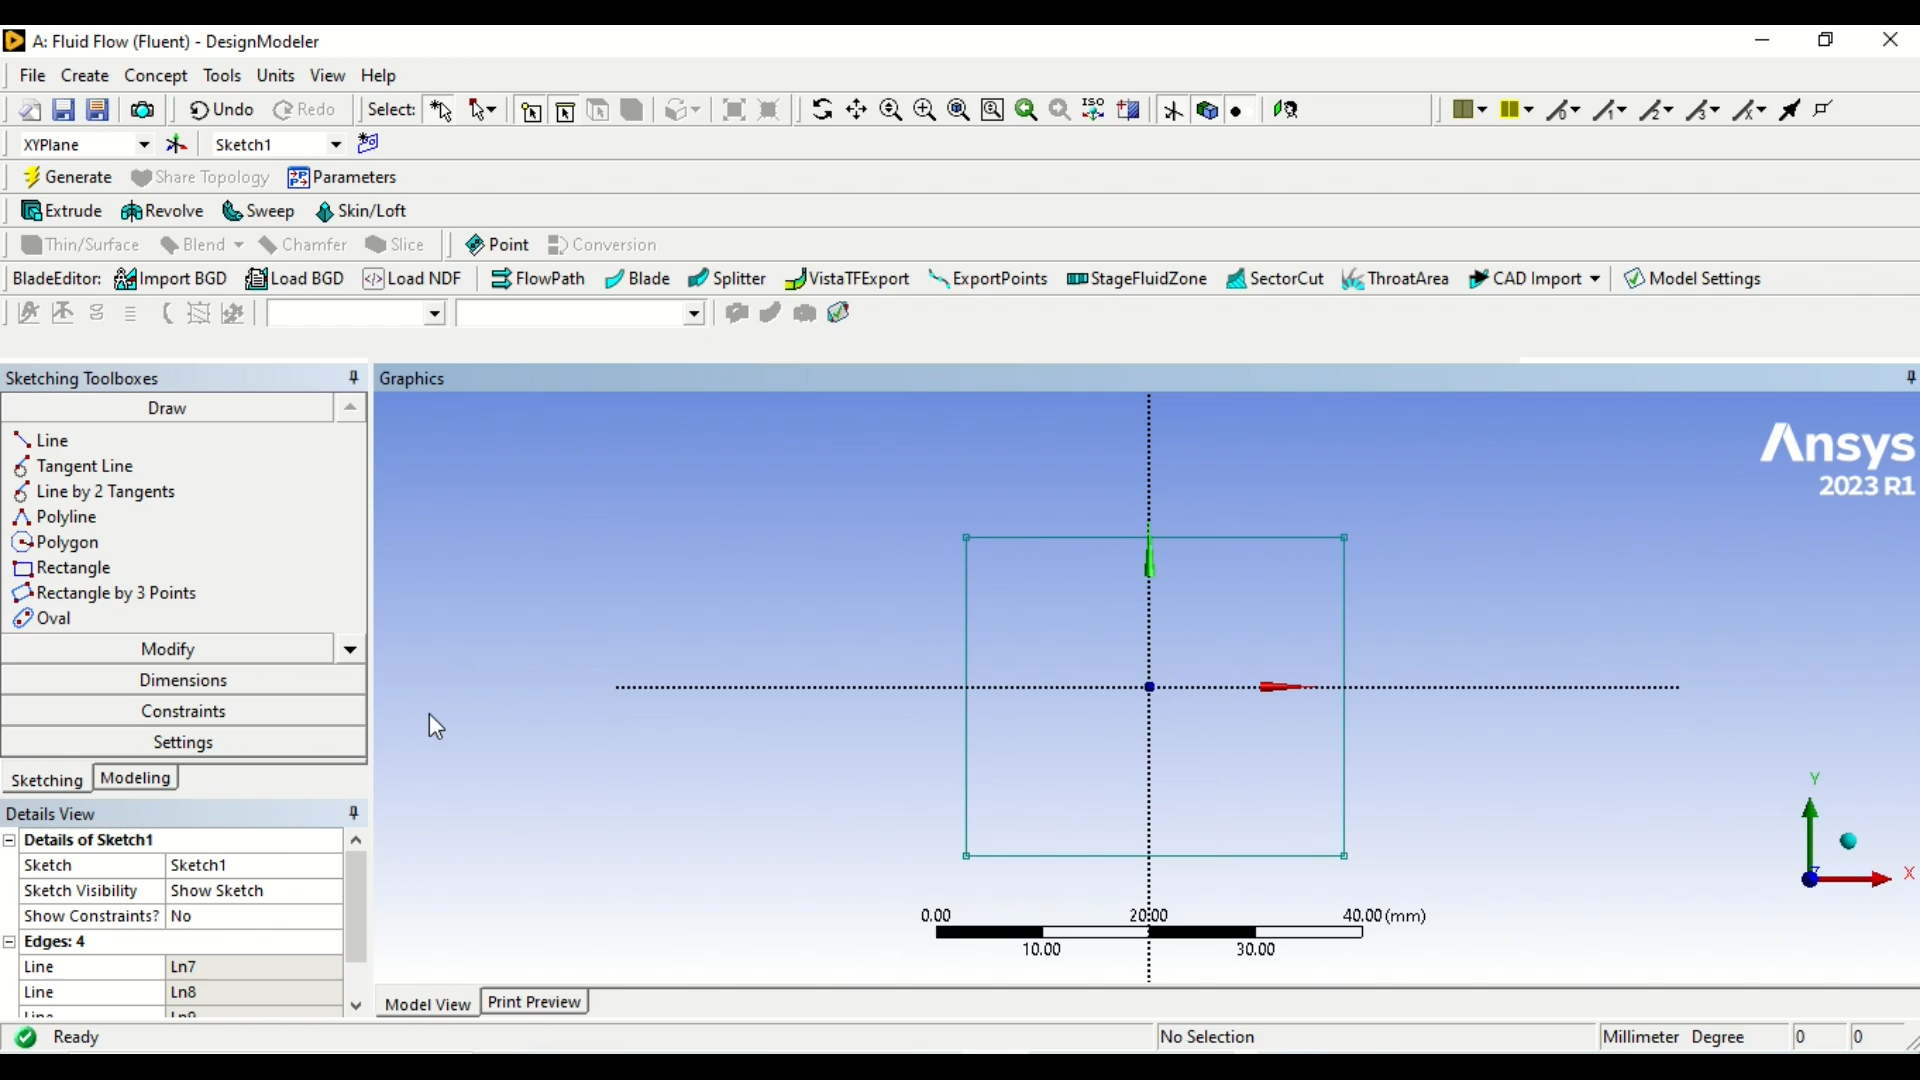 A: Fluid Flow (Fluent) - DesignModeler
File Create Concept Tools Units View Help
Undo Redo Select: ISO
XYPlane Sketch1
Generate Share Topology Parameters
Extrude Revolve Sweep Skin/Loft
Thin/Surface Blend Chamfer Slice Point Conversion
BladeEditor: Import BGD Load BGD Load NDF FlowPath Blade Splitter VistaTFExport ExportPoints StageFluidZone SectorCut ThroatArea CAD Import Model Settings
Sketching Toolboxes
Draw
Line
Tangent Line
Line by 2 Tangents
Polyline
Polygon
Rectangle
Rectangle by 3 Points
Oval
Modify
Dimensions
Constraints
Settings
Sketching Modeling
Details View
Details of Sketch1
Sketch Sketch1
Sketch Visibility Show Sketch
Show Constraints? No
Edges: 4
Line Ln7
Line Ln8
Line Ln9
Graphics
Ansys
2023 R1
Y
X
0.00 20.00 40.00 (mm)
10.00 30.00
Model View Print Preview
Ready No Selection Millimeter Degree 0 0